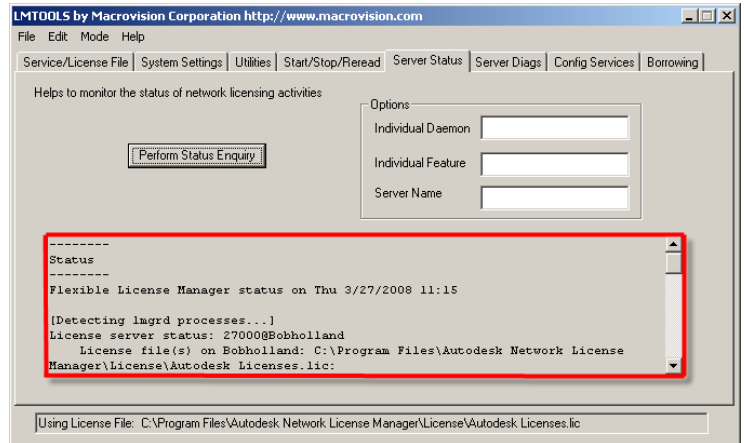 LMTOOLS by Macrovision Corporation http://www.macrovision.com
File Edit Mode Help
Service/License File System Settings Utilities Start/Stop/Reread Server Status Server Diags Config Services Borrowing
Helps to monitor the status of network licensing activities
Options
Individual Daemon
Perform Status Enquiry
Individual Feature
Server Name
--------
Status
--------
Flexible License Manager status on Thu 3/27/2008 11:15
[Detecting lmgrd processes...]
License server status: 27000@Bobholland
License file(s) on Bobholland: C:\Program Files\Autodesk Network License
Manager\License\Autodesk Licenses.lic:
Using License File: C:\Program Files\Autodesk Network License Manager\License\Autodesk Licenses.lic